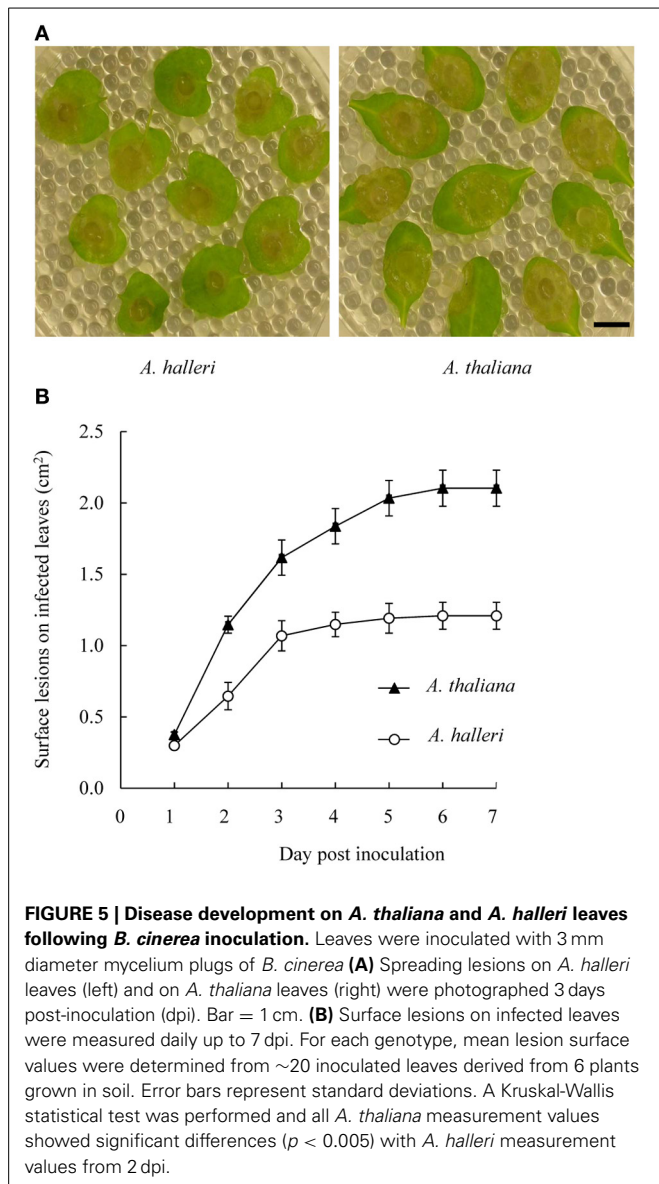 A
A. halleri
A. thaliana
B
Surface lesions on infected leaves (cm²)
2.5
2.0
1.5
1.0
0.5
0.0
A. thaliana
A. halleri
0 1 2 3 4 5 6 7
Day post inoculation
FIGURE 5 | Disease development on A. thaliana and A. halleri leaves
following B. cinerea inoculation. Leaves were inoculated with 3 mm
diameter mycelium plugs of B. cinerea (A) Spreading lesions on A. halleri
leaves (left) and on A. thaliana leaves (right) were photographed 3 days
post-inoculation (dpi). Bar = 1 cm. (B) Surface lesions on infected leaves
were measured daily up to 7 dpi. For each genotype, mean lesion surface
values were determined from ∼20 inoculated leaves derived from 6 plants
grown in soil. Error bars represent standard deviations. A Kruskal-Wallis
statistical test was performed and all A. thaliana measurement values
showed significant differences (p < 0.005) with A. halleri measurement
values from 2 dpi.